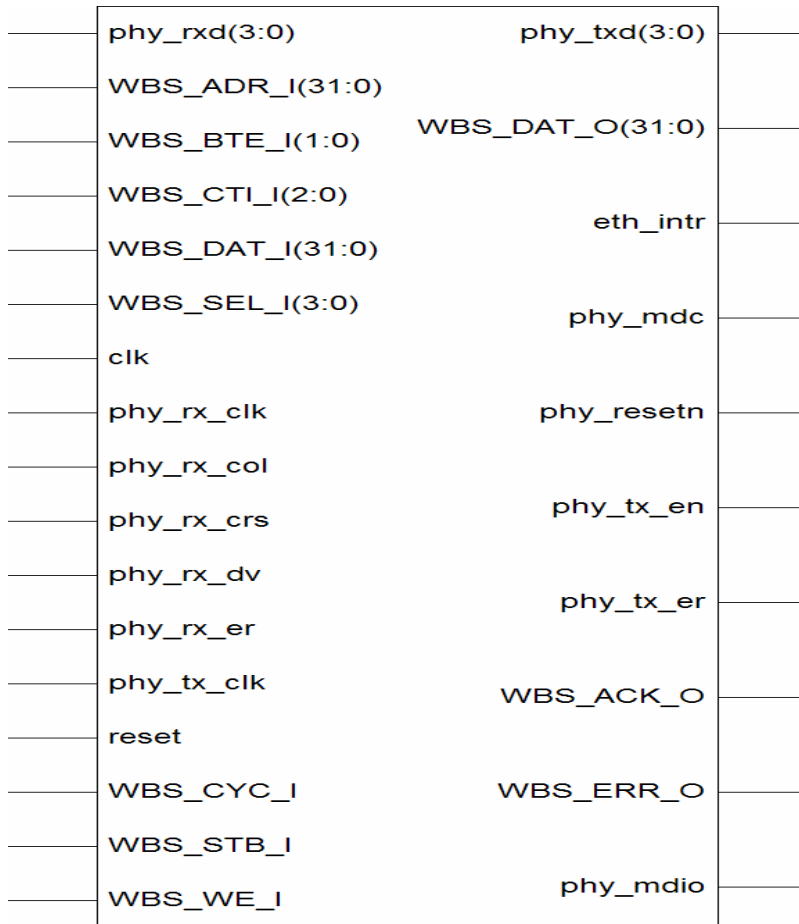 phy_rxd(3:0)
WBS_ADR_I(31:0)
WBS_BTE_I(1:0)
WBS_CTI_I(2:0)
WBS_DAT_I(31:0)
WBS_SEL_I(3:0)
clk
phy_rx_clk
phy_rx_col
phy_rx_crs
phy_rx_dv
phy_rx_er
phy_tx_clk
reset
WBS_CYC_I
WBS_STB_I
WBS_WE_I
phy_txd(3:0)
WBS_DAT_O(31:0)
eth_intr
phy_mdc
phy_resetn
phy_tx_en
phy_tx_er
WBS_ACK_O
WBS_ERR_O
phy_mdio